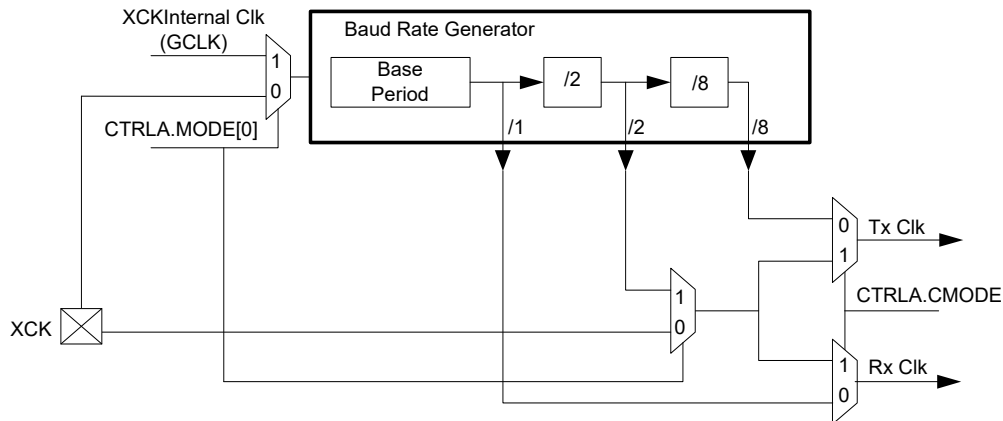 XCKInternal Clk
(GCLK)
Baud Rate Generator
1
0
Base
Period
/2
/8
CTRLA.MODE[0]
/1
/2
/8
0
1
Tx Clk
XCK
1
0
CTRLA.CMODE
1
0
Rx Clk